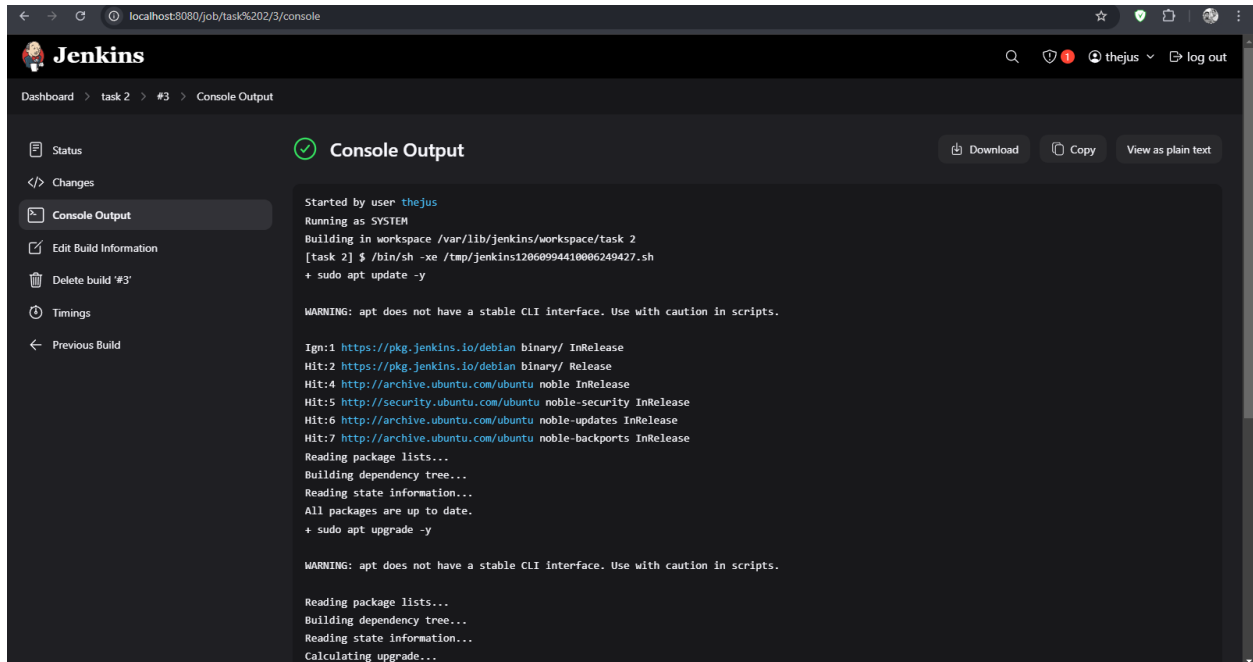 localhost:8080/job/task%202/3/console
Jenkins
1
thejus
log out
Dashboard > task 2 > #3 > Console Output
Status
Changes
Console Output
Edit Build Information
Delete build '#3'
Timings
Previous Build
Console Output
Download
Copy
View as plain text
Started by user thejus
Running as SYSTEM
Building in workspace /var/lib/jenkins/workspace/task 2
[task 2] $ /bin/sh -xe /tmp/jenkins12060994410006249427.sh
+ sudo apt update -y
WARNING: apt does not have a stable CLI interface. Use with caution in scripts.
Ign:1 https://pkg.jenkins.io/debian binary/ InRelease
Hit:2 https://pkg.jenkins.io/debian binary/ Release
Hit:4 http://archive.ubuntu.com/ubuntu noble InRelease
Hit:5 http://security.ubuntu.com/ubuntu noble-security InRelease
Hit:6 http://archive.ubuntu.com/ubuntu noble-updates InRelease
Hit:7 http://archive.ubuntu.com/ubuntu noble-backports InRelease
Reading package lists...
Building dependency tree...
Reading state information...
All packages are up to date.
+ sudo apt upgrade -y
WARNING: apt does not have a stable CLI interface. Use with caution in scripts.
Reading package lists...
Building dependency tree...
Reading state information...
Calculating upgrade...